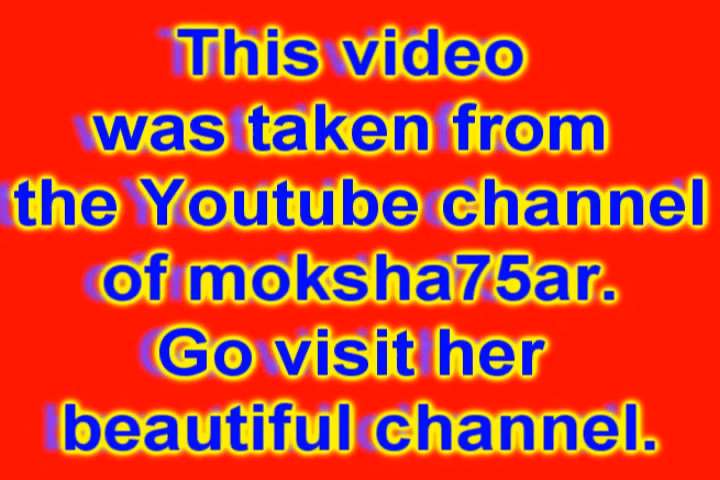 This video
was taken from
the Youtube channel
of moksha75ar.
Go visit her
beautiful channel.